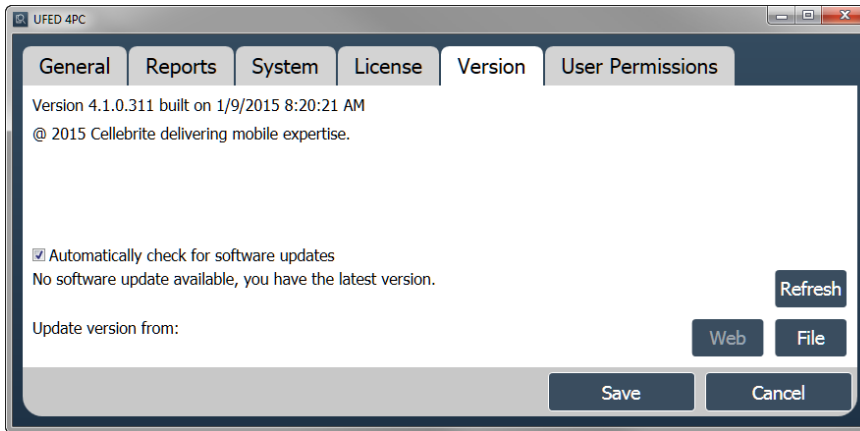 UFED 4PC
General Reports System License Version User Permissions
Version 4.1.0.311 built on 1/9/2015 8:20:21 AM
@ 2015 Cellebrite delivering mobile expertise.
Automatically check for software updates
No software update available, you have the latest version.
Refresh
Update version from:
Web File
Save Cancel